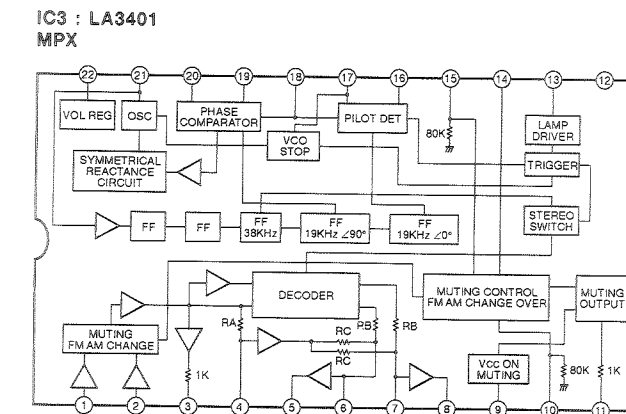 IC3 : LA3401
MPX
22 21 20 19 18 17 16 15 14 13 12
VOL REG
OSC
PHASE
COMPARATOR
PILOT DET
LAMP
DRIVER
80K
VCO
STOP
TRIGGER
SYMMETRICAL
REACTANCE
CIRCUIT
FF
FF
FF
38KHz
FF
19KHz ∠90°
FF
19KHz ∠0°
STEREO
SWITCH
DECODER
MUTING CONTROL
FM AM CHANGE OVER
MUTING
OUTPUT
MUTING
FM AM CHANGE
RA
RC
RC
RB
RB
1K
VCC ON
MUTING
80K
1K
1 2 3 4 5 6 7 8 9 10 11